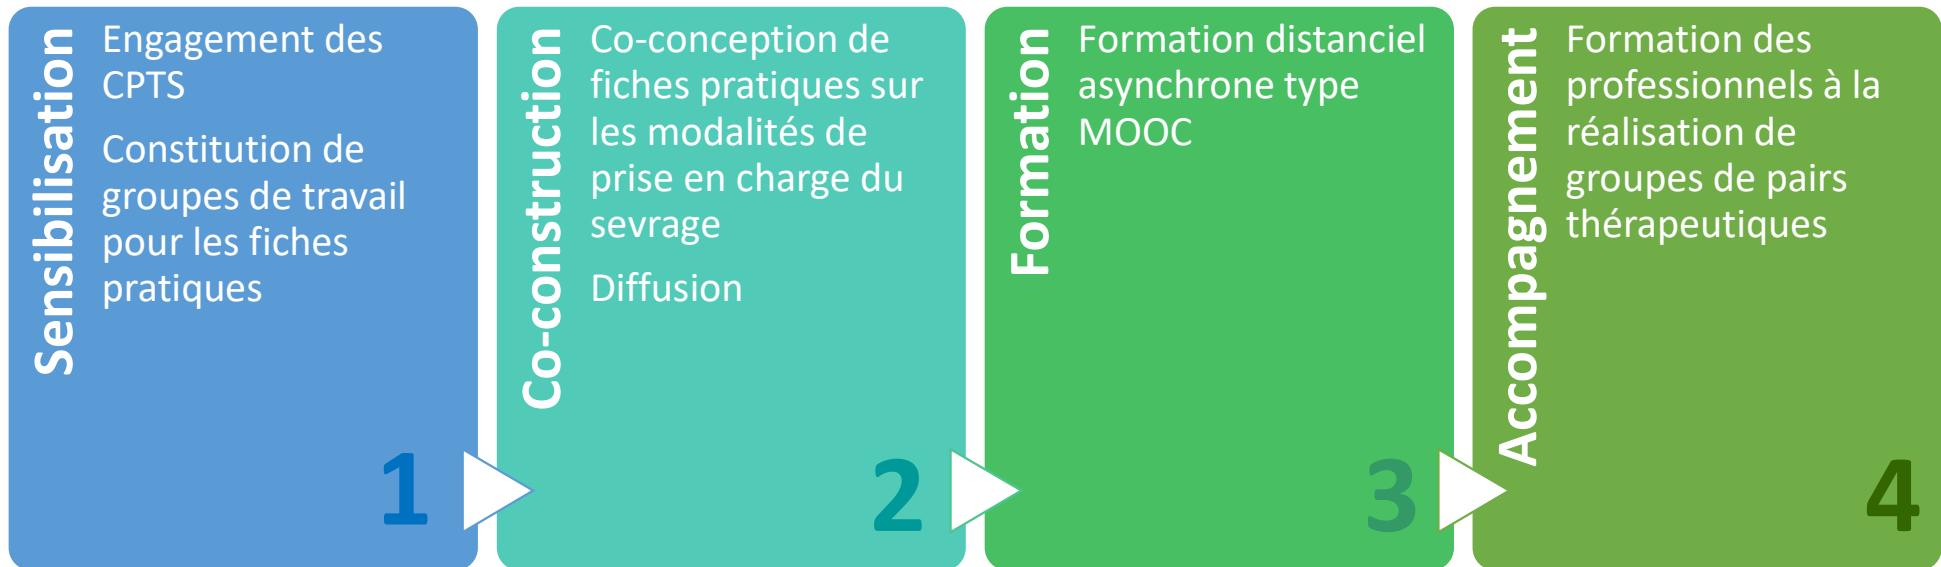 Sensibilisation
Engagement des
CPTS
Constitution de
groupes de travail
pour les fiches
pratiques
1
Co-construction
Co-conception de
fiches pratiques sur
les modalités de
prise en charge du
sevrage
Diffusion
2
Formation
Formation distanciel
asynchrone type
MOOC
3
Accompagnement
Formation des
professionnels à la
réalisation de
groupes de pairs
thérapeutiques
4